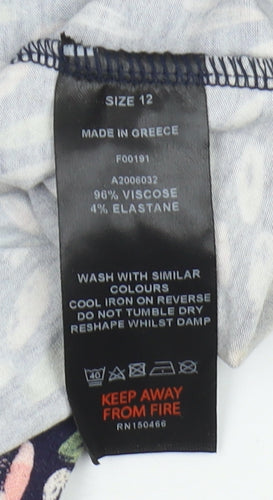 SIZE 12
MADE IN GREECE
F00191
A2006032
96% VISCOSE
4% ELASTANE
WASH WITH SIMILAR
COLOURS
COOL IRON ON REVERSE
DO NOT TUMBLE DRY
RESHAPE WHILST DAMP
40
KEEP AWAY
FROM FIRE
RN150466